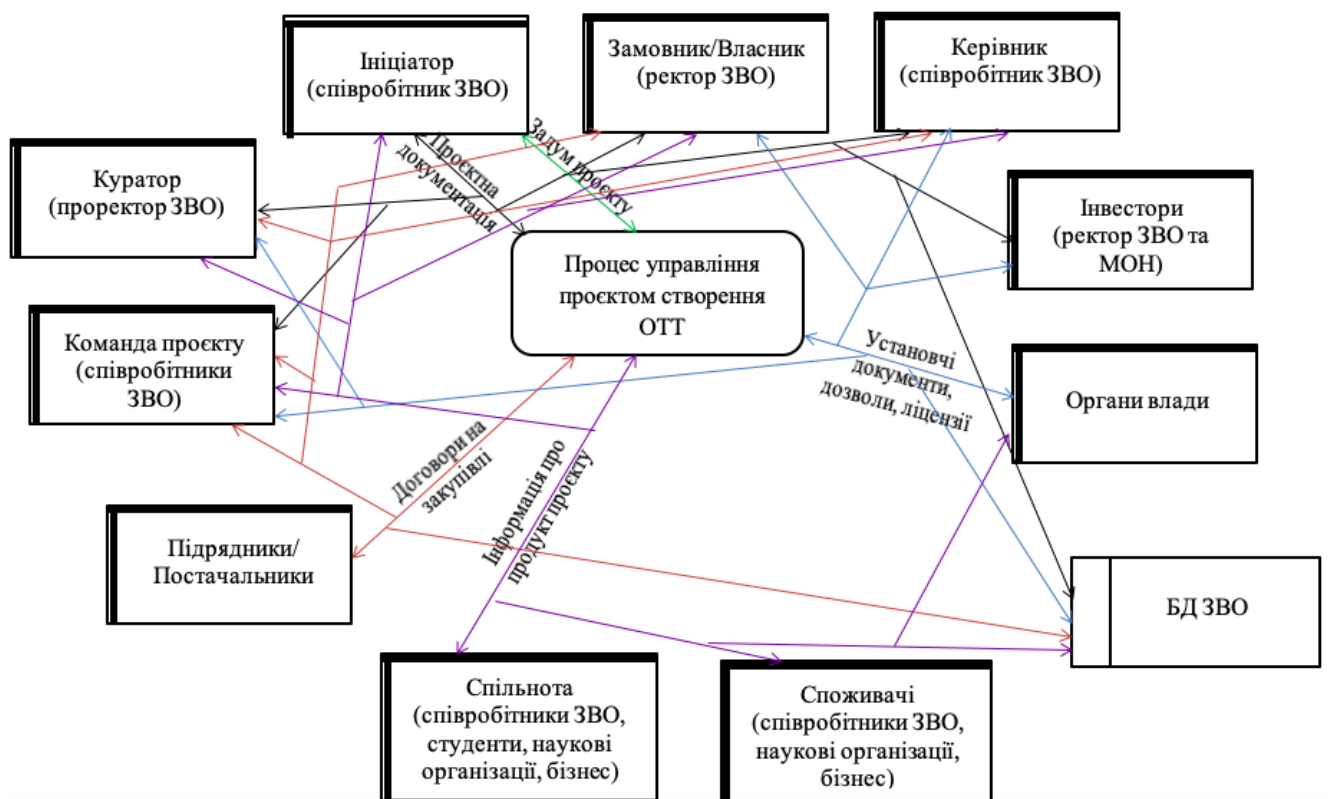 Ініціатор
(співробітник ЗВО)
Замовник/Власник
(ректор ЗВО)
Керівник
(співробітник ЗВО)
Куратор
(проректор ЗВО)
Проєктна
документація
Задум проєкту
Інвестори
(ректор ЗВО та
МОН)
Процес управління
проєктом створення
ОТТ
Команда проєкту
(співробітники
ЗВО)
Установчі
документи,
дозволи, ліцензії
Органи влади
Договори на
закупівлі
Інформація про
продукт проєкту
Підрядники/
Постачальники
БД ЗВО
Спільнота
(співробітники ЗВО,
студенти, наукові
організації, бізнес)
Споживачі
(співробітники ЗВО,
наукові організації,
бізнес)